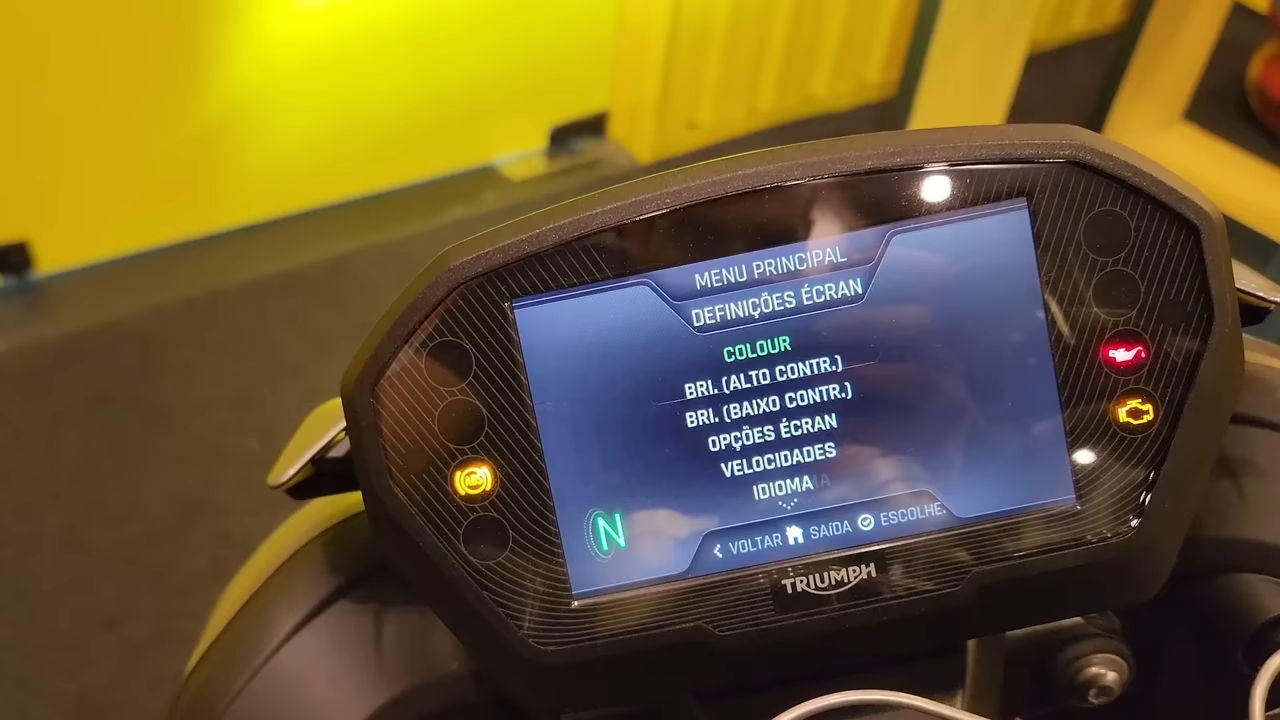 MENU PRINCIPAL
DEFINIÇÕES ÉCRAN
COLOUR
BRI. (ALTO CONTR.)
BRI. (BAIXO CONTR.)
OPÇÕES ÉCRAN
VELOCIDADES
IDIOMA
N
VOLTAR SAÍDA ESCOLHE.
TRIUMPH
ABS